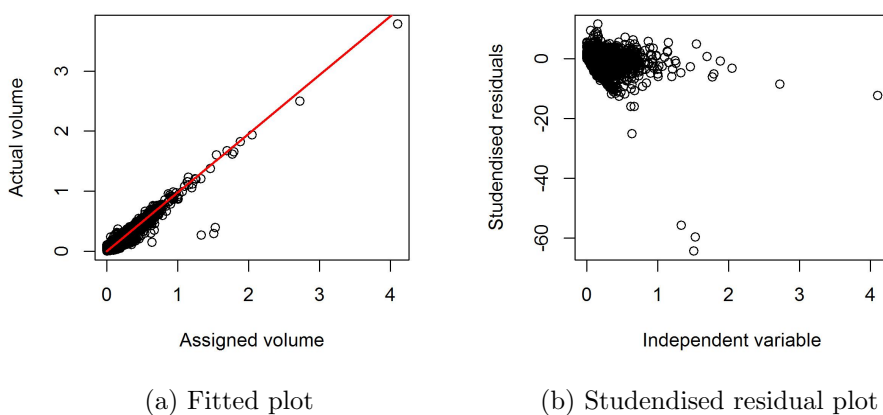 Actual volume
3
2
1
0
0 1 2 3 4
Assigned volume
(a) Fitted plot
Studendised residuals
0
-20
-40
-60
0 1 2 3 4
Independent variable
(b) Studendised residual plot